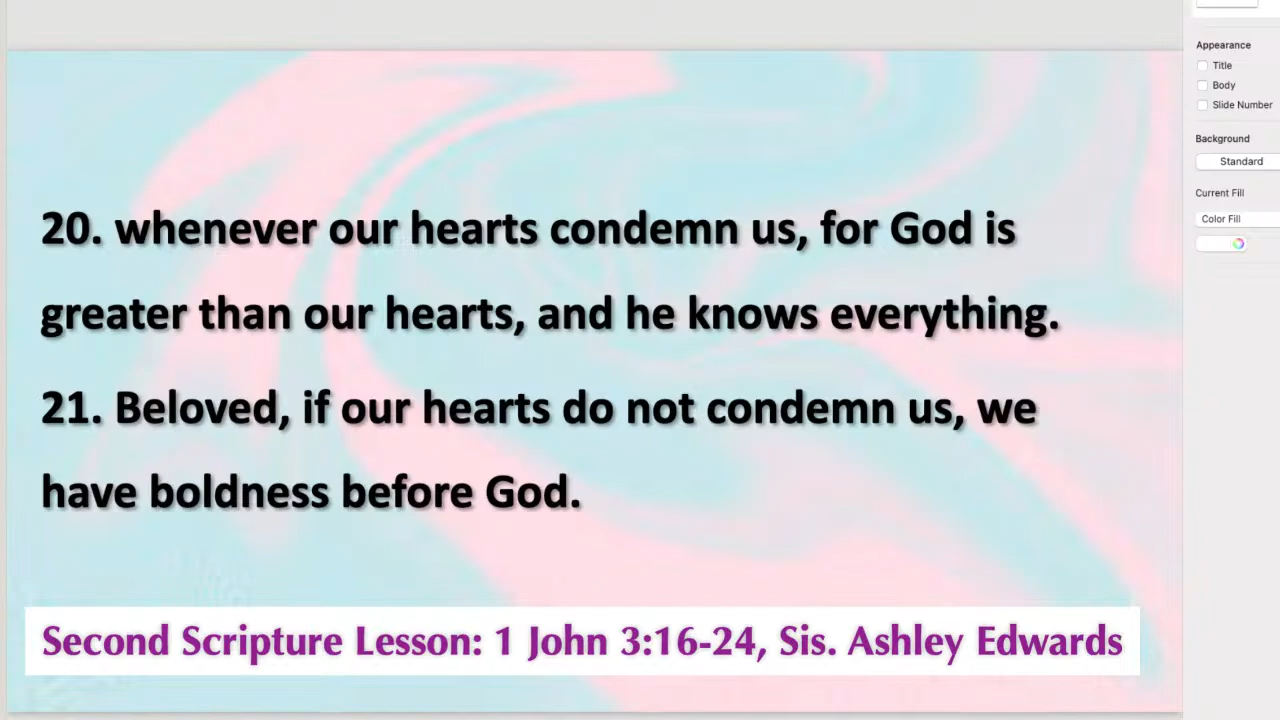 20. whenever our hearts condemn us, for God is
greater than our hearts, and he knows everything.
21. Beloved, if our hearts do not condemn us, we
have boldness before God.
Second Scripture Lesson: 1 John 3:16-24, Sis. Ashley Edwards
Appearance
Title
Body
Slide Number
Background
Standard
Current Fill
Color Fill